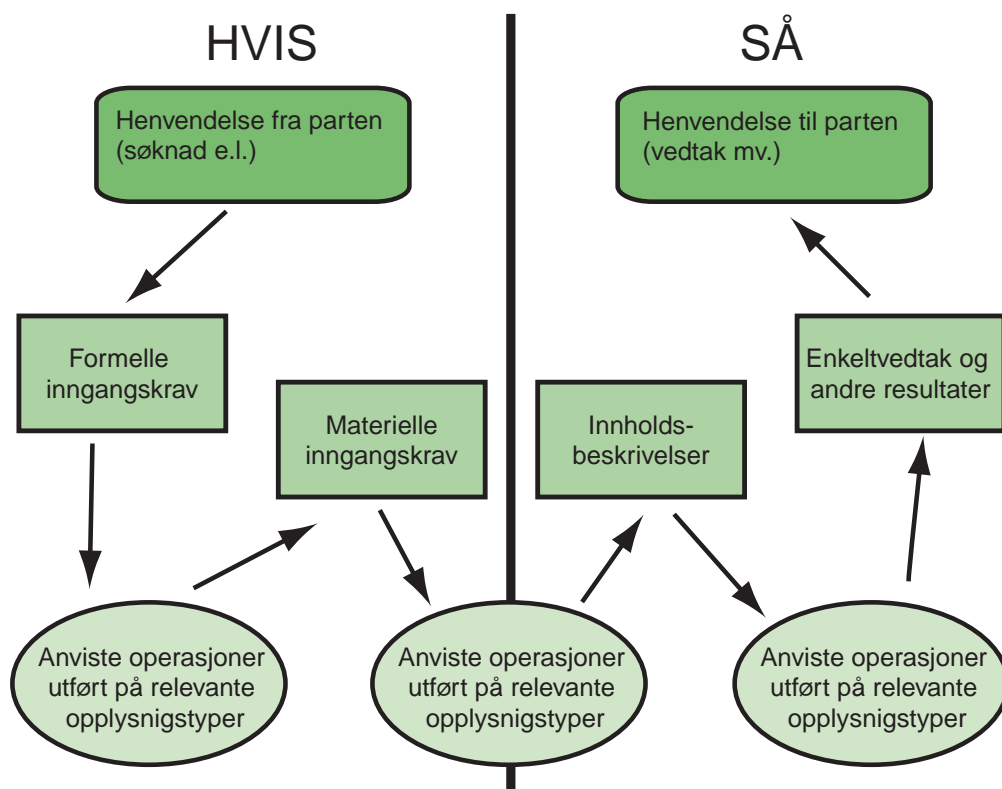 HVIS
SÅ
Henvendelse fra parten
(søknad e.l.)
Henvendelse til parten
(vedtak mv.)
Formelle
inngangskrav
Materielle
inngangskrav
Innholds-
beskrivelser
Enkeltvedtak og
andre resultater
Anviste operasjoner
utført på relevante
opplysnigstyper
Anviste operasjoner
utført på relevante
opplysnigstyper
Anviste operasjoner
utført på relevante
opplysnigstyper